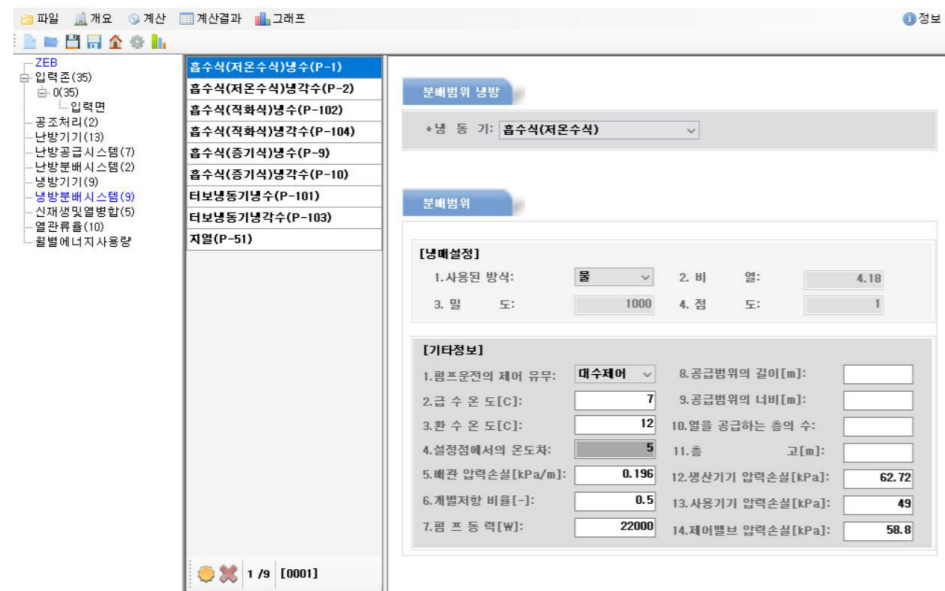 파일 개요 계산 계산결과 그래프 정보
ZEB
입력존(35)
0(35)
입력면
공조처리(2)
난방기기(13)
난방공급시스템(7)
난방분배시스템(2)
냉방기기(9)
냉방분배시스템(9)
신재생및열병합(5)
열관류율(10)
월별에너지사용량
흡수식(저온수식)냉수(P-1)
흡수식(저온수식)냉각수(P-2)
흡수식(직화식)냉수(P-102)
흡수식(직화식)냉각수(P-104)
흡수식(증기식)냉수(P-9)
흡수식(증기식)냉각수(P-10)
터보냉동기냉수(P-101)
터보냉동기냉각수(P-103)
지열(P-51)
1 /9 [0001]
분배범위 냉방
*냉 동 기: 흡수식(저온수식)
분배범위
[냉매설정]
1.사용된 방식: 물 2. 비 열: 4.18
3. 밀 도: 1000 4. 점 도: 1
[기타정보]
1.펌프운전의 제어 유무: 대수제어 8.공급범위의 길이[m]:
2.급 수 온 도[C]: 7 9.공급범위의 너비[m]:
3.환 수 온 도[C]: 12 10.열을 공급하는 층의 수:
4.설정점에서의 온도차: 5 11.층 고[m]:
5.배관 압력손실[kPa/m]: 0.196 12.생산기기 압력손실[kPa]: 62.72
6.개별저항 비율[-]: 0.5 13.사용기기 압력손실[kPa]: 49
7.펌 프 동 력[W]: 22000 14.제어밸브 압력손실[kPa]: 58.8